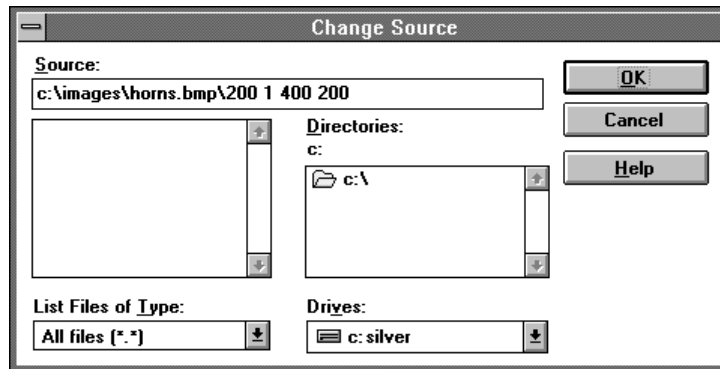 Change Source
Source:
c:\images\horns.bmp\200 1 400 200
OK
Cancel
Help
Directories:
c:
c:\
List Files of Type:
All files (*.*)
Drives:
c: silver